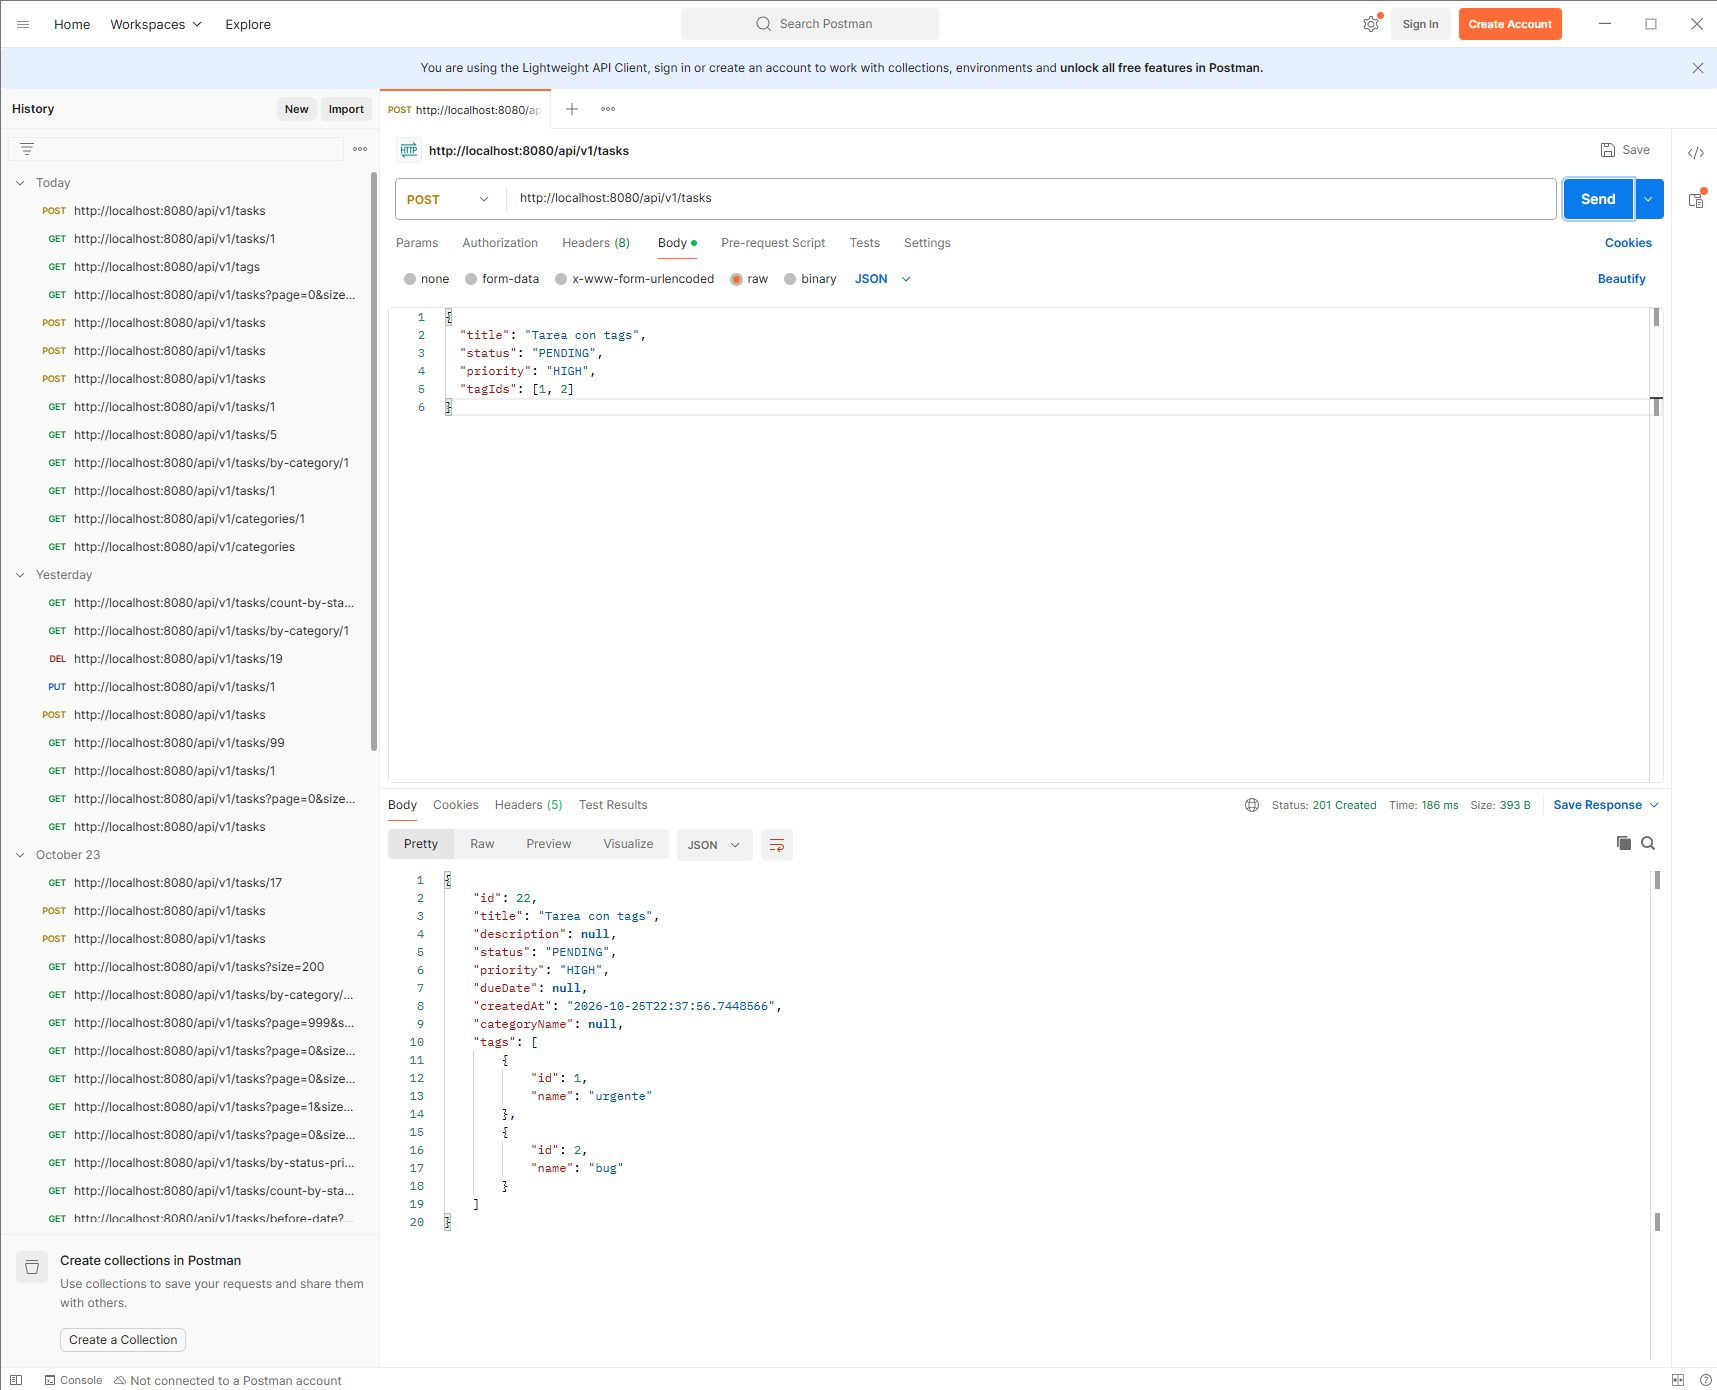 Home
Workspaces
Explore
Search Postman
Sign In
Create Account
You are using the Lightweight API Client, sign in or create an account to work with collections, environments and unlock all free features in Postman.
History
New
Import
Today
POST http://localhost:8080/api/v1/tasks
GET http://localhost:8080/api/v1/tasks/1
GET http://localhost:8080/api/v1/tags
GET http://localhost:8080/api/v1/tasks?page=0&size...
POST http://localhost:8080/api/v1/tasks
POST http://localhost:8080/api/v1/tasks
POST http://localhost:8080/api/v1/tasks
GET http://localhost:8080/api/v1/tasks/1
GET http://localhost:8080/api/v1/tasks/5
GET http://localhost:8080/api/v1/tasks/by-category/1
GET http://localhost:8080/api/v1/tasks/1
GET http://localhost:8080/api/v1/categories/1
GET http://localhost:8080/api/v1/categories
Yesterday
GET http://localhost:8080/api/v1/tasks/count-by-sta...
GET http://localhost:8080/api/v1/tasks/by-category/1
DEL http://localhost:8080/api/v1/tasks/19
PUT http://localhost:8080/api/v1/tasks/1
POST http://localhost:8080/api/v1/tasks
GET http://localhost:8080/api/v1/tasks/99
GET http://localhost:8080/api/v1/tasks/1
GET http://localhost:8080/api/v1/tasks?page=0&size...
GET http://localhost:8080/api/v1/tasks
October 23
GET http://localhost:8080/api/v1/tasks/17
POST http://localhost:8080/api/v1/tasks
POST http://localhost:8080/api/v1/tasks
GET http://localhost:8080/api/v1/tasks?size=200
GET http://localhost:8080/api/v1/tasks/by-category/...
GET http://localhost:8080/api/v1/tasks?page=999&s...
GET http://localhost:8080/api/v1/tasks?page=0&size...
GET http://localhost:8080/api/v1/tasks?page=0&size...
GET http://localhost:8080/api/v1/tasks?page=1&size...
GET http://localhost:8080/api/v1/tasks?page=0&size...
GET http://localhost:8080/api/v1/tasks/by-status-pri...
GET http://localhost:8080/api/v1/tasks/count-by-sta...
GET http://localhost:8080/api/v1/tasks/before-date?...
Create collections in Postman
Use collections to save your requests and share them
with others.
Create a Collection
POST http://localhost:8080/ap
HTTP http://localhost:8080/api/v1/tasks
Save
POST
http://localhost:8080/api/v1/tasks
Send
Params
Authorization
Headers (8)
Body
Pre-request Script
Tests
Settings
Cookies
none
form-data
x-www-form-urlencoded
raw
binary
JSON
Beautify
1 {
2 "title": "Tarea con tags",
3 "status": "PENDING",
4 "priority": "HIGH",
5 "tagIds": [1, 2]
6 }
Body
Cookies
Headers (5)
Test Results
Status: 201 Created
Time: 186 ms
Size: 393 B
Save Response
Pretty
Raw
Preview
Visualize
JSON
1 {
2 "id": 22,
3 "title": "Tarea con tags",
4 "description": null,
5 "status": "PENDING",
6 "priority": "HIGH",
7 "dueDate": null,
8 "createdAt": "2026-10-25T22:37:56.7448566",
9 "categoryName": null,
10 "tags": [
11 {
12 "id": 1,
13 "name": "urgente"
14 },
15 {
16 "id": 2,
17 "name": "bug"
18 }
19 ]
20 }
Console
Not connected to a Postman account